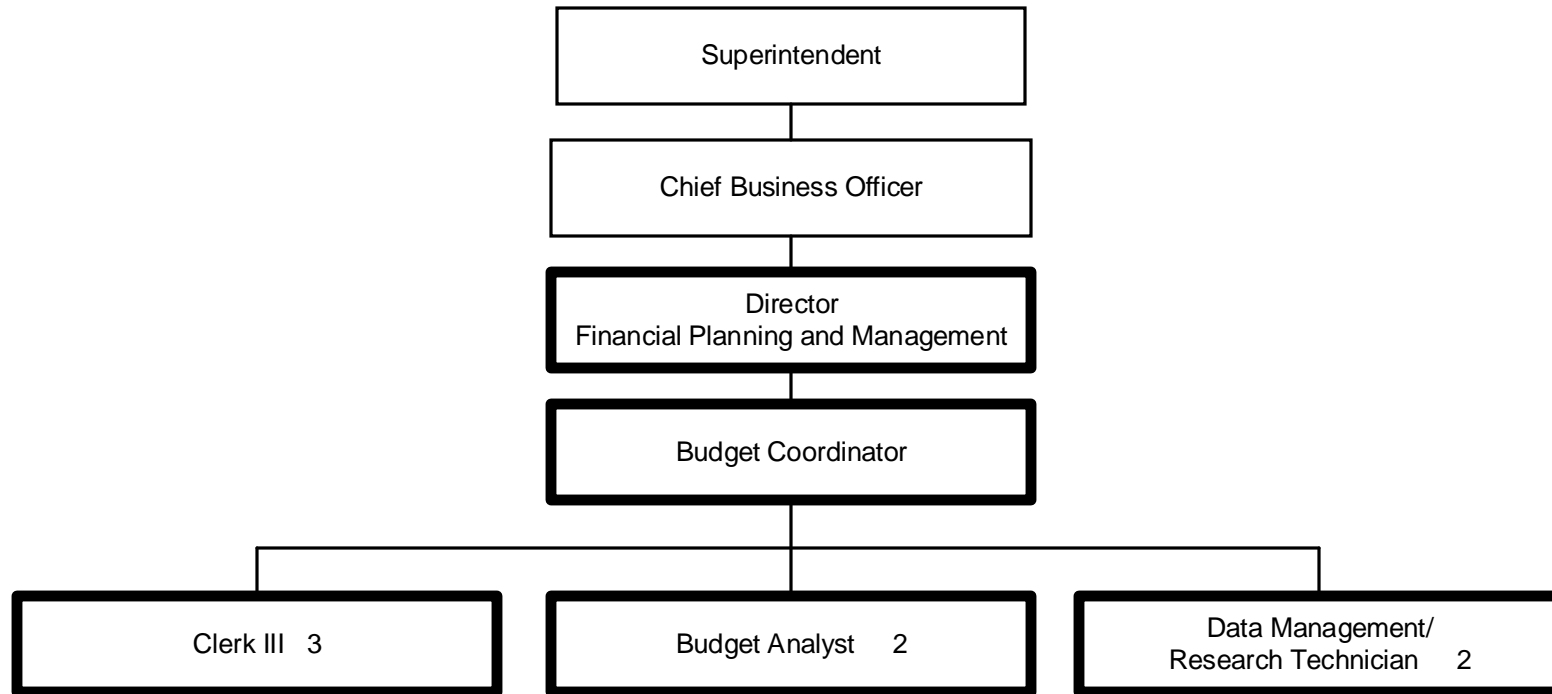 Superintendent
Chief Business Officer
Director
Financial Planning and Management
Budget Coordinator
Clerk III 3
Budget Analyst 2
Data Management/
Research Technician 2